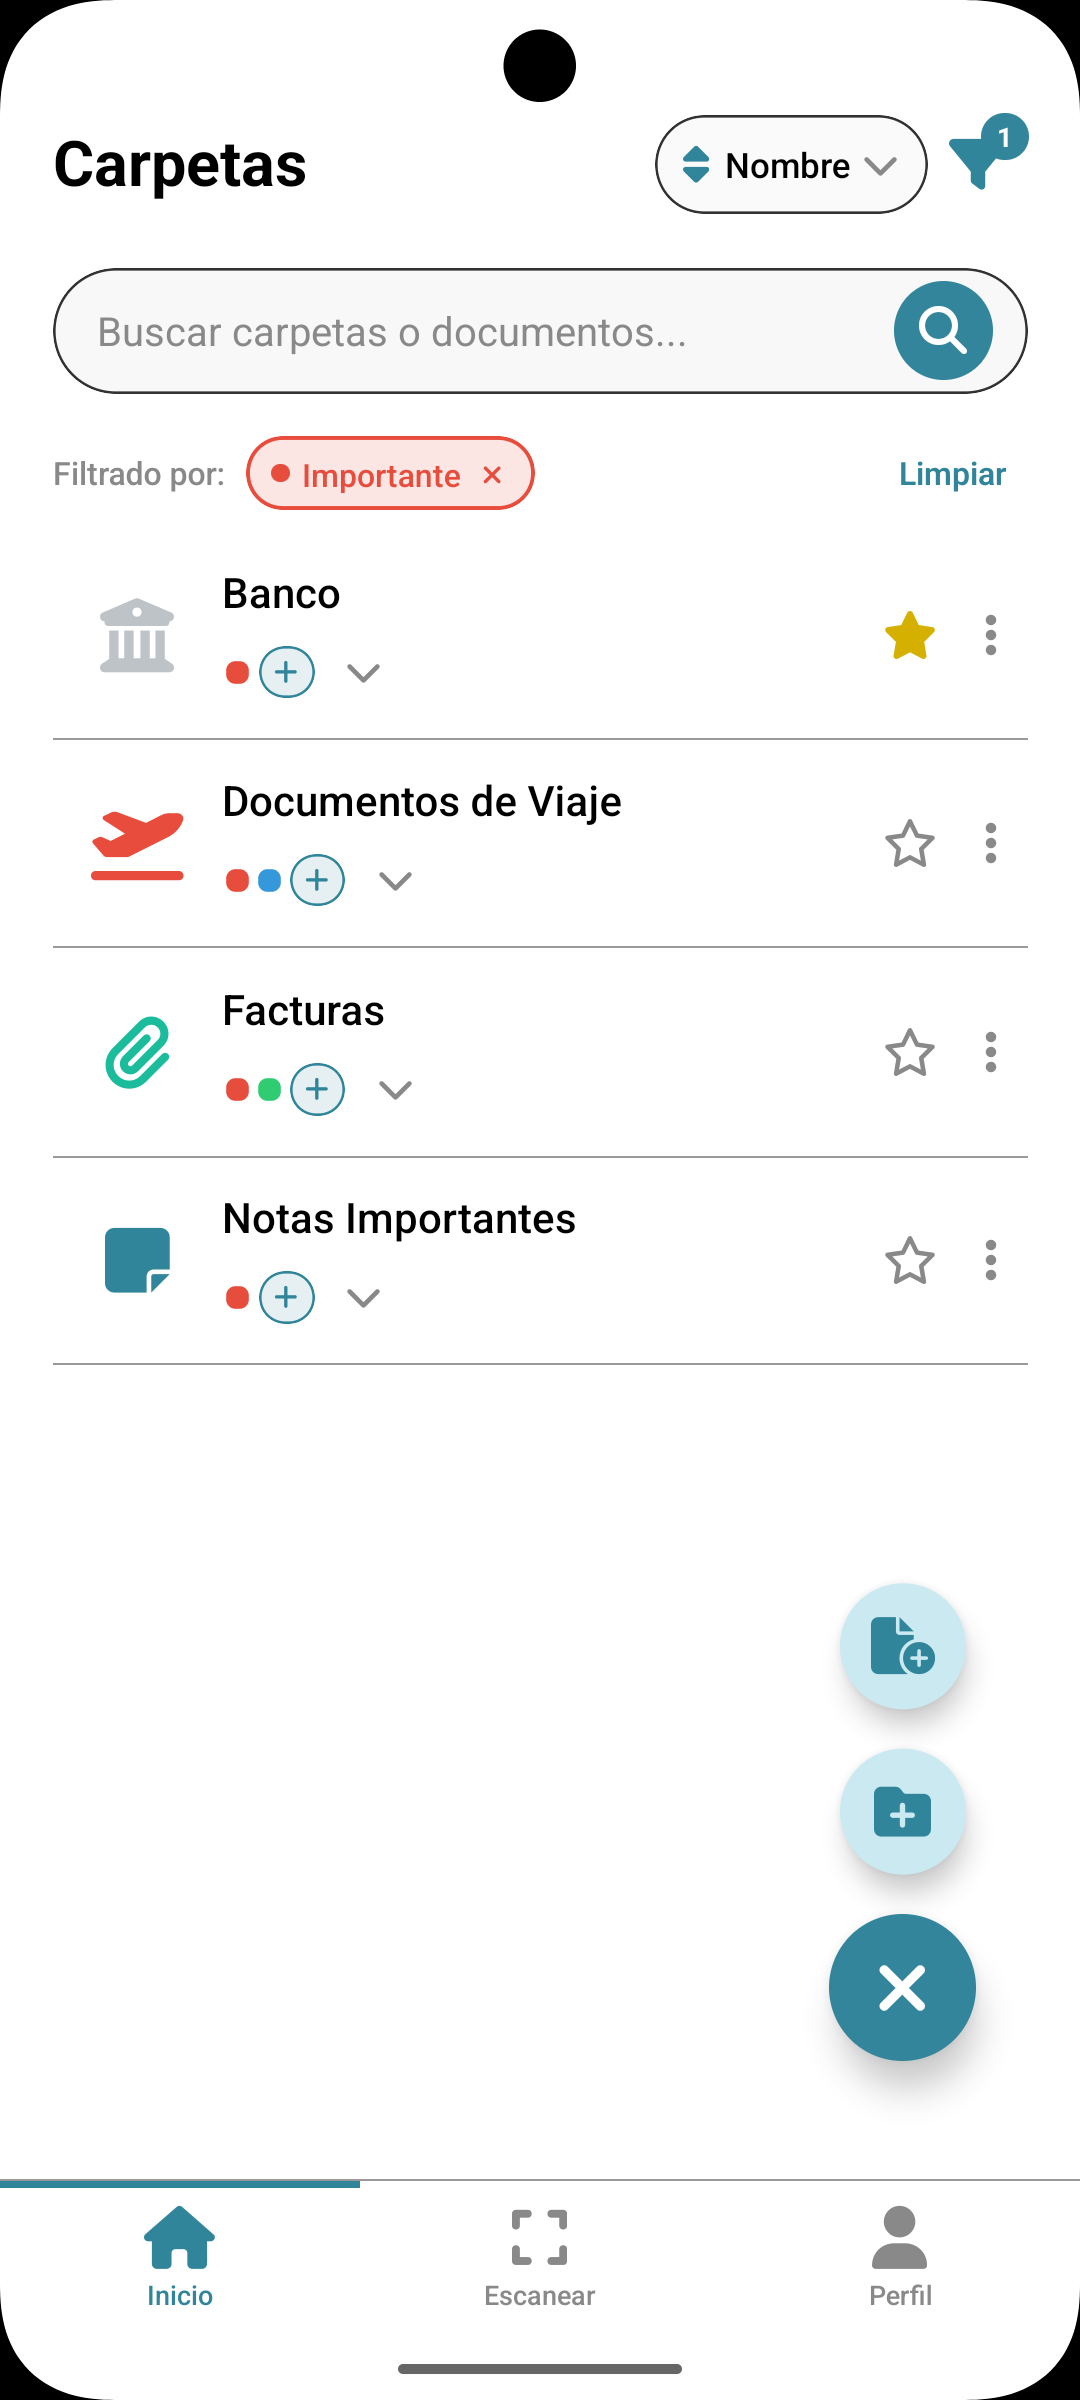 Carpetas
Nombre
1
Buscar carpetas o documentos...
Filtrado por:
Importante
Limpiar
Banco
Documentos de Viaje
Facturas
Notas Importantes
Inicio
Escanear
Perfil